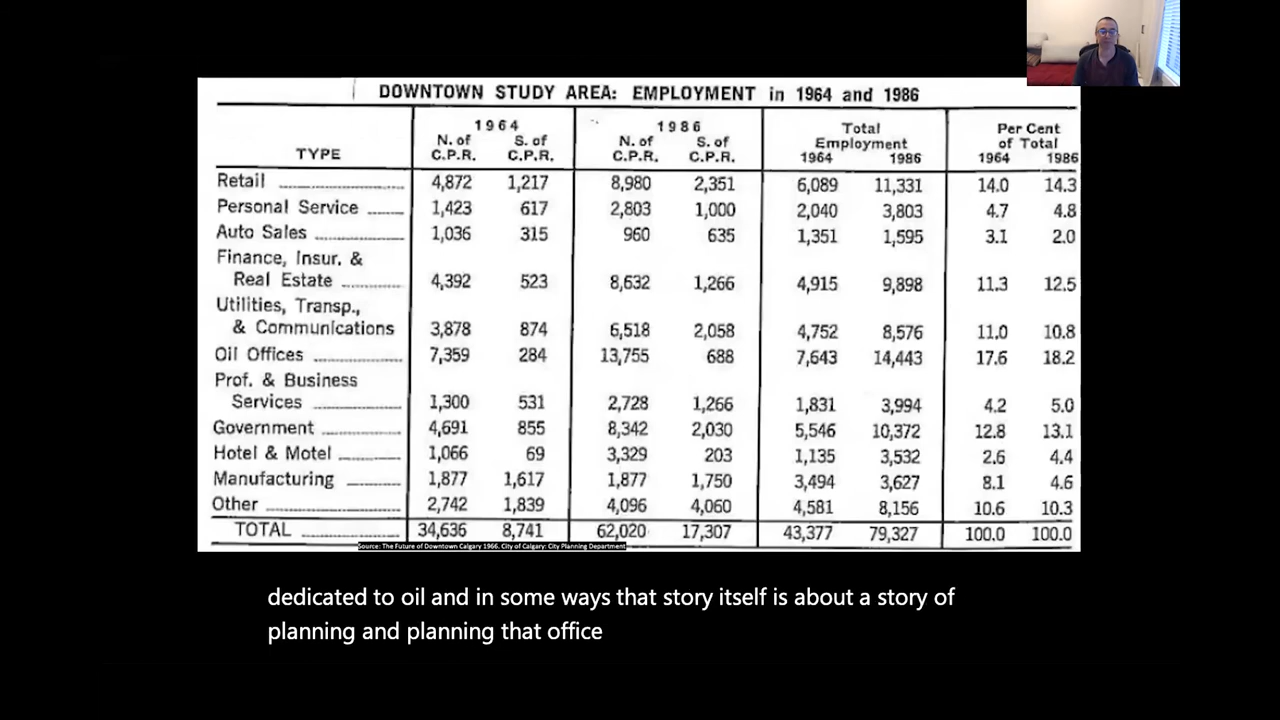 DOWNTOWN STUDY AREA: EMPLOYMENT in 1964 and 1986
1964 1986 Total Per Cent
N. of S. of N. of S. of Employment of Total
TYPE C.P.R. C.P.R. C.P.R. C.P.R. 1964 1986 1964 1986
Retail 4,872 1,217 8,980 2,351 6,089 11,331 14.0 14.3
Personal Service 1,423 617 2,803 1,000 2,040 3,803 4.7 4.8
Auto Sales 1,036 315 960 635 1,351 1,595 3.1 2.0
Finance, Insur. &
Real Estate 4,392 523 8,632 1,266 4,915 9,898 11.3 12.5
Utilities, Transp.,
& Communications 3,878 874 6,518 2,058 4,752 8,576 11.0 10.8
Oil Offices 7,359 284 13,755 688 7,643 14,443 17.6 18.2
Prof. & Business
Services 1,300 531 2,728 1,266 1,831 3,994 4.2 5.0
Government 4,691 855 8,342 2,030 5,546 10,372 12.8 13.1
Hotel & Motel 1,066 69 3,329 203 1,135 3,532 2.6 4.4
Manufacturing 1,877 1,617 1,877 1,750 3,494 3,627 8.1 4.6
Other 2,742 1,839 4,096 4,060 4,581 8,156 10.6 10.3
TOTAL 34,636 8,741 62,020 17,307 43,377 79,327 100.0 100.0
Source: The Future of Downtown Calgary 1966. City of Calgary: City Planning Department
dedicated to oil and in some ways that story itself is about a story of
planning and planning that office